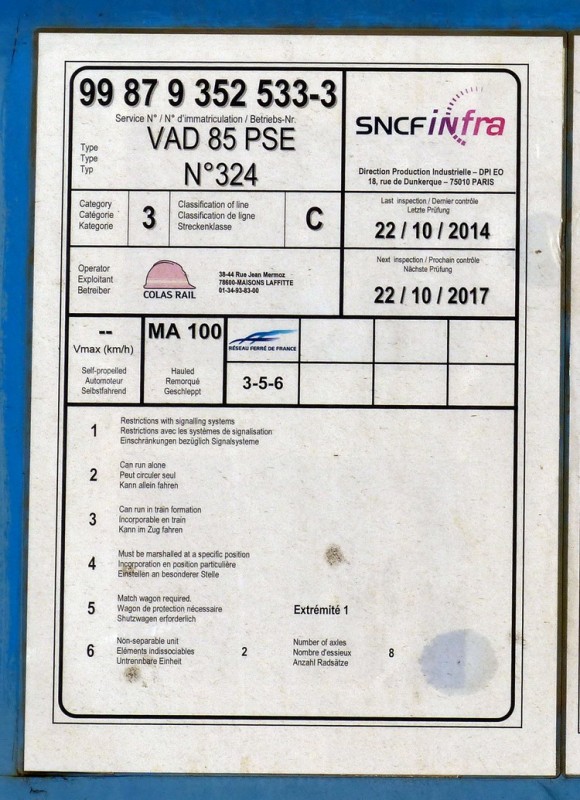 99 87 9 352 533-3
Service N° / N° d'immatriculation / Betriebs-Nr.
Type
Type
Typ
VAD 85 PSE
N°324
SNCF infra
Direction Production Industrielle – DPI EO
18, rue de Dunkerque – 75010 PARIS
Category
Catégorie
Kategorie
3
Classification of line
Classification de ligne
Streckenklasse
C
Last inspection / Dernier contrôle
Letzte Prüfung
22 / 10 / 2014
Operator
Exploitant
Betreiber
COLAS RAIL
38-44 Rue Jean Mermoz
78600-MAISONS LAFFITTE
01-34-93-83-00
Next inspection / Prochain contrôle
Nächste Prüfung
22 / 10 / 2017
--
Vmax (km/h)
MA 100
RÉSEAU FERRÉ DE FRANCE
Self-propelled
Automoteur
Selbstfahrend
Hauled
Remorqué
Geschleppt
3-5-6
1
Restrictions with signalling systems
Restrictions avec les systèmes de signalisation
Einschränkungen bezüglich Signalsysteme
2
Can run alone
Peut circuler seul
Kann allein fahren
3
Can run in train formation
Incorporable en train
Kann im Zug fahren
4
Must be marshalled at a specific position
Incorporation en position particulière
Einstellen an besonderer Stelle
5
Match wagon required.
Wagon de protection nécessaire
Shutzwagen erforderlich
Extrémité 1
6
Non-separable unit
Eléments indissociables
Untrennbare Einheit
2
Number of axles
Nombre d'essieux
Anzahl Radsätze
8